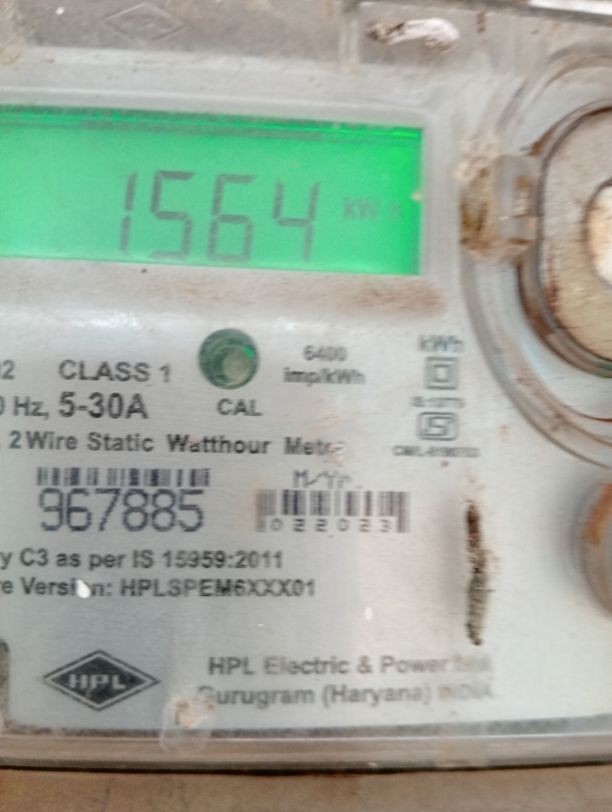 1564 kWh
CLASS 1
6400
imp/kWh
kWh
Hz, 5-30A
CAL
2 Wire Static Watthour
967885
M/Yr.
022023
C3 as per IS 15959:2011
HPLSPEM6XXX01
HPL
HPL Electric & Power
Gurugram (Haryana) INDIA